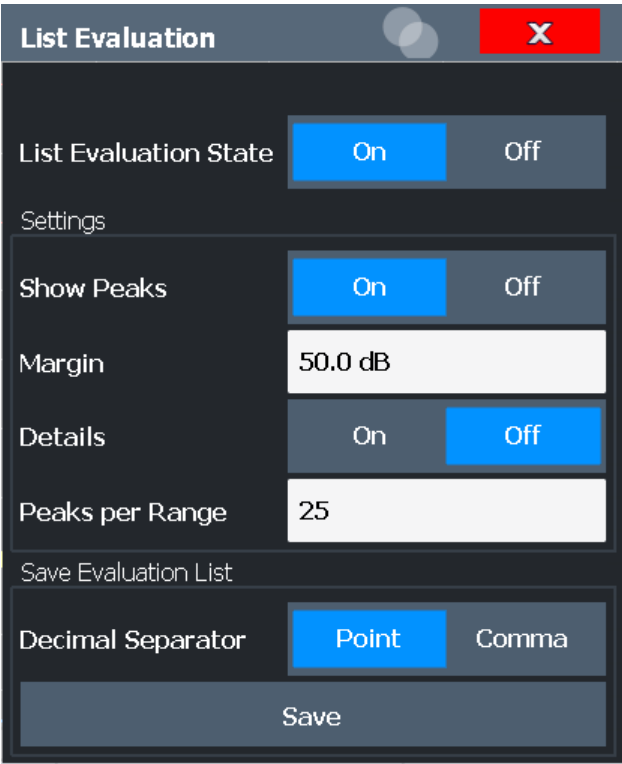 List Evaluation X
List Evaluation State On Off
Settings
Show Peaks On Off
Margin 50.0 dB
Details On Off
Peaks per Range 25
Save Evaluation List
Decimal Separator Point Comma
Save